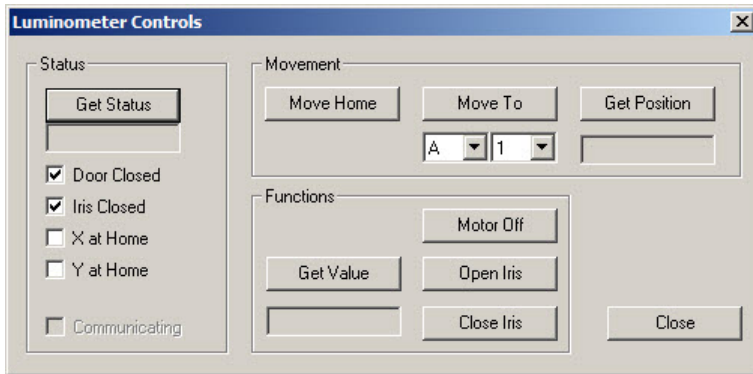 Luminometer Controls
Status
Get Status
Door Closed
Iris Closed
X at Home
Y at Home
Communicating
Movement
Move Home
Move To
Get Position
A
1
Functions
Motor Off
Get Value
Open Iris
Close Iris
Close